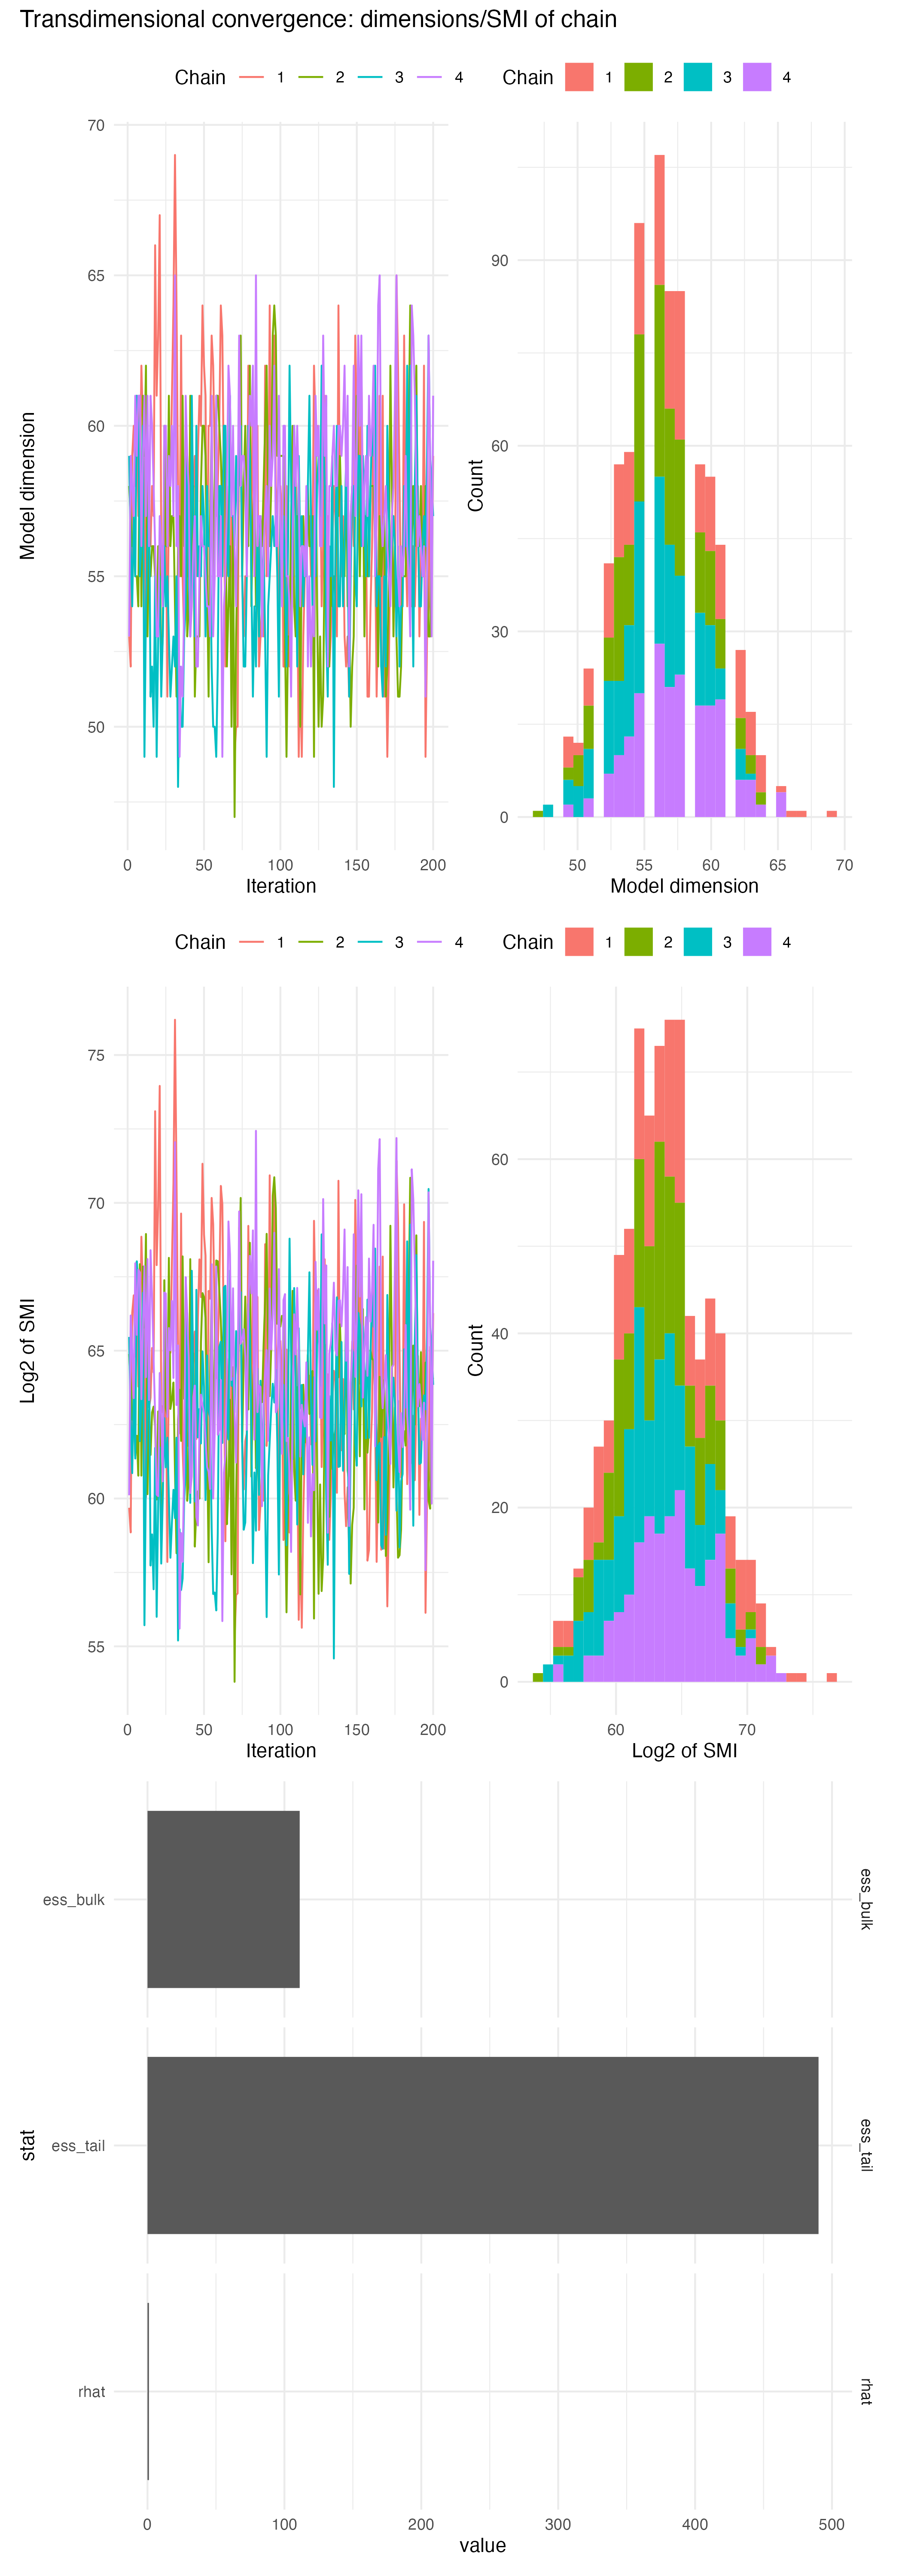 Transdimensional convergence: dimensions/SMI of chain
Chain 1 2 3 4
Chain 1 2 3 4
70
65
60
55
50
Model dimension
0 50 100 150 200
Iteration
90
60
30
0
Count
50 55 60 65 70
Model dimension
Chain 1 2 3 4
Chain 1 2 3 4
75
70
65
60
55
Log2 of SMI
0 50 100 150 200
Iteration
60
40
20
0
Count
60 70
Log2 of SMI
ess_bulk
ess_bulk
stat
ess_tail
ess_tail
rhat
rhat
0 100 200 300 400 500
value